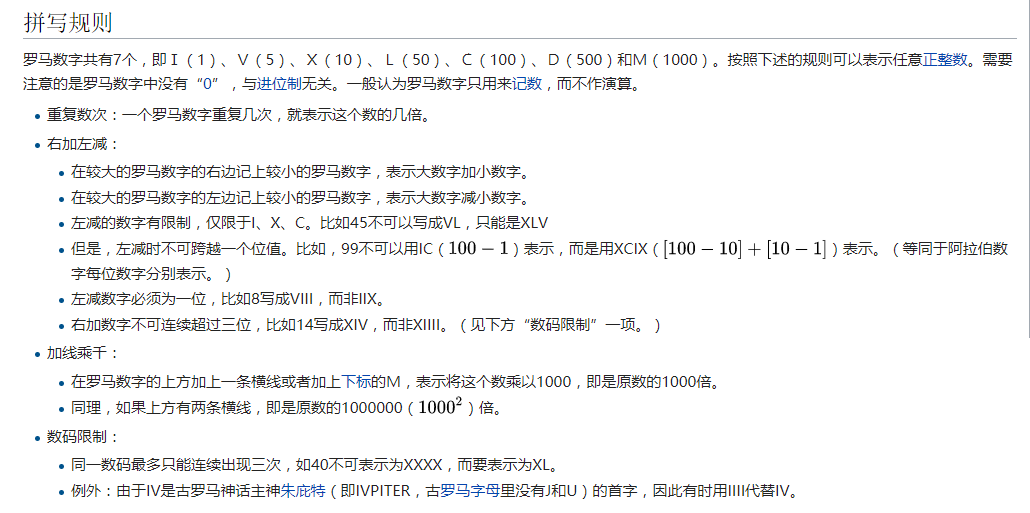 拼写规则
罗马数字共有7个，即Ⅰ（1）、Ⅴ（5）、Ⅹ（10）、Ⅼ（50）、Ⅽ（100）、Ⅾ（500）和Ⅿ（1000）。按照下述的规则可以表示任意正整数。需要
注意的是罗马数字中没有“0”，与进位制无关。一般认为罗马数字只用来记数，而不作演算。
• 重复数次：一个罗马数字重复几次，就表示这个数的几倍。
• 右加左减：
• 在较大的罗马数字的右边记上较小的罗马数字，表示大数字加小数字。
• 在较大的罗马数字的左边记上较小的罗马数字，表示大数字减小数字。
• 左减的数字有限制，仅限于I、X、C。比如45不可以写成VL，只能是XLV
• 但是，左减时不可跨越一个位值。比如，99不可以用IC（100 − 1）表示，而是用XCIX（[100 − 10] + [10 − 1]）表示。（等同于阿拉伯数
字每位数字分别表示。）
• 左减数字必须为一位，比如8写成VIII，而非IIX。
• 右加数字不可连续超过三位，比如14写成XIV，而非XIIII。（见下方“数码限制”一项。）
• 加线乘千：
• 在罗马数字的上方加上一条横线或者加上下标的Ⅿ，表示将这个数乘以1000，即是原数的1000倍。
• 同理，如果上方有两条横线，即是原数的1000000（1000²）倍。
• 数码限制：
• 同一数码最多只能连续出现三次，如40不可表示为XXXX，而要表示为XL。
• 例外：由于IV是古罗马神话主神朱庇特（即IVPITER，古罗马字母里没有J和U）的首字，因此有时用IIII代替IV。